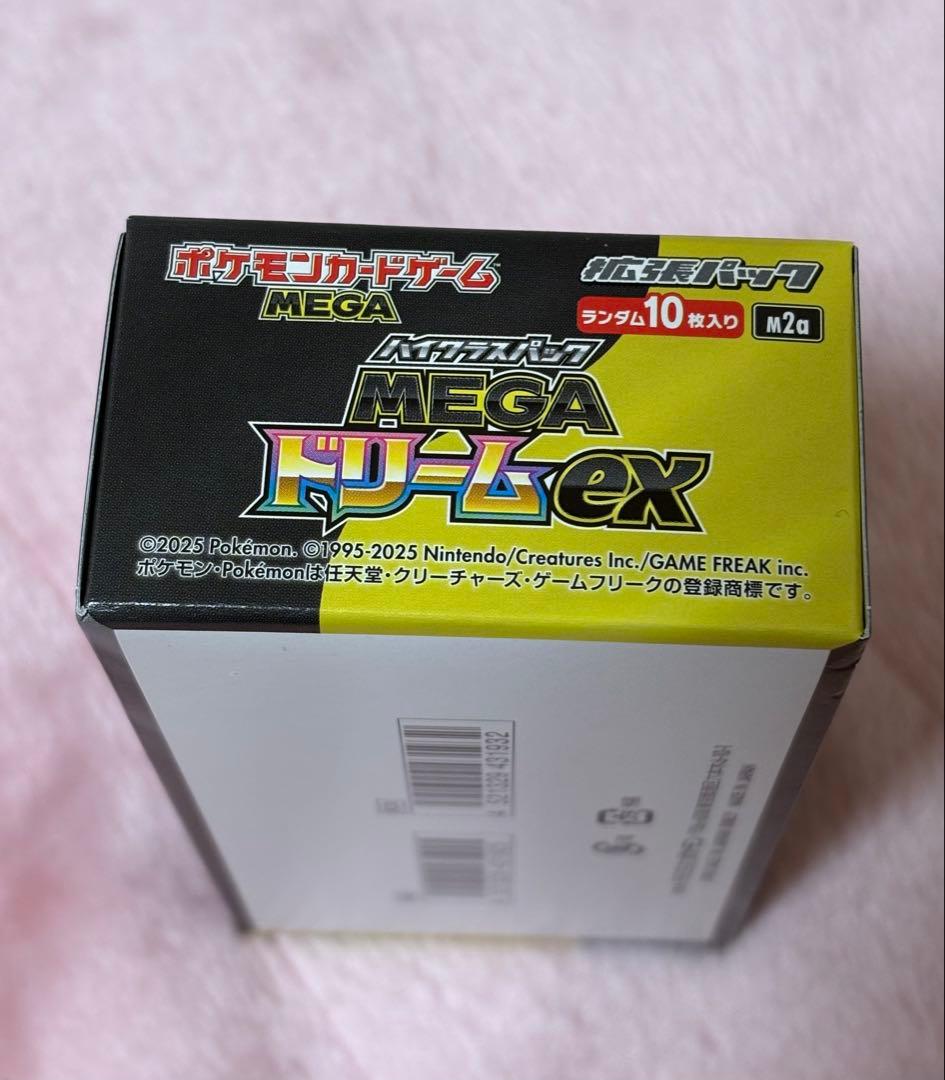 ポケモンカードゲーム
MEGA
拡張パック
ランダム10枚入り M2a
ハイクラスパック
MEGA
ドリームex
©2025 Pokémon. ©1995-2025 Nintendo/Creatures Inc./GAME FREAK inc.
ポケモン・Pokémonは任天堂・クリーチャーズ・ゲームフリークの登録商標です。
4 521329 431932